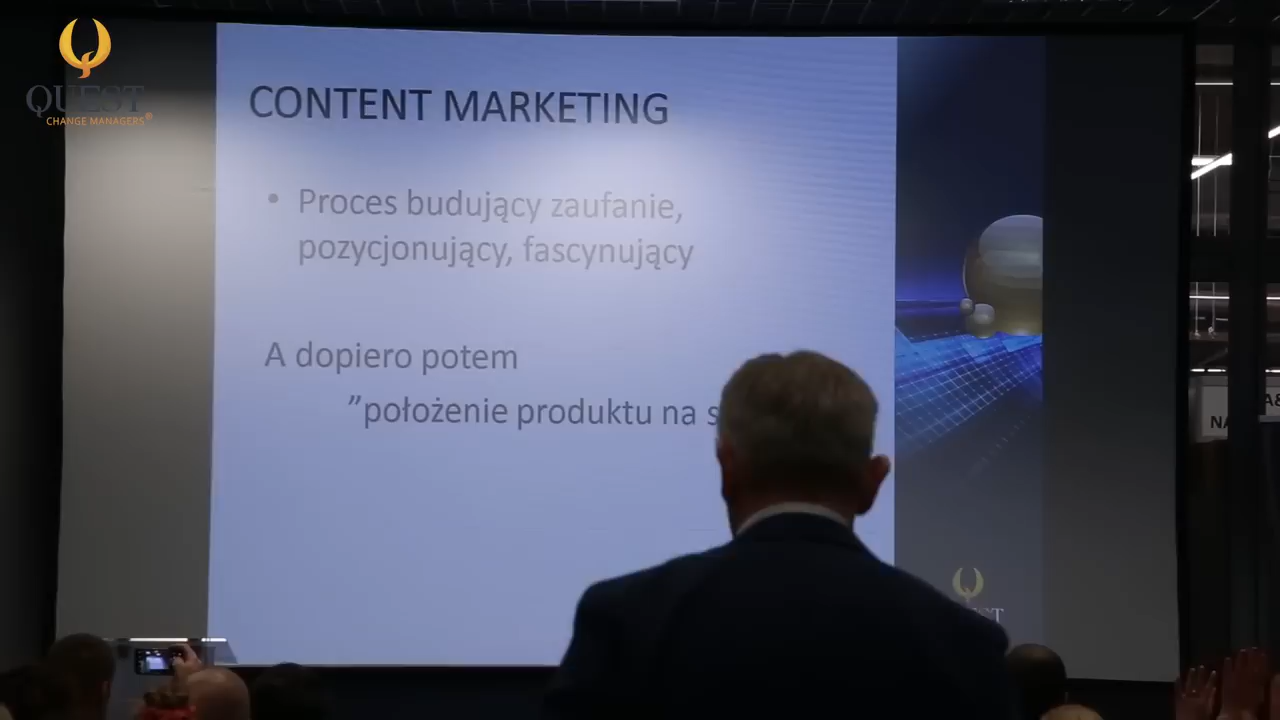 QUEST
CHANGE MANAGERS®
CONTENT MARKETING
• Proces budujący zaufanie,
pozycjonujący, fascynujący
A dopiero potem
”położenie produktu na